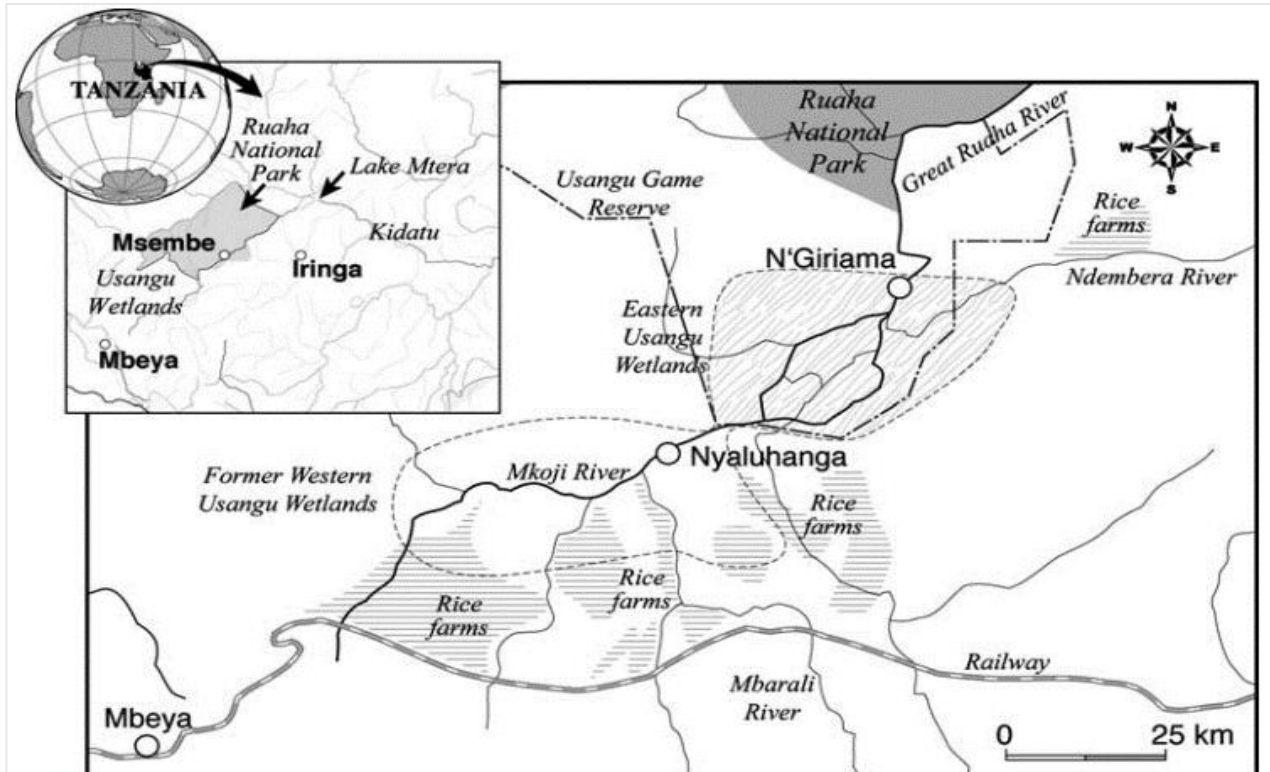 TANZANIA
Ruaha
National
Park
Lake Mtera
Kidatu
Msembe
Iringa
Usangu
Wetlands
Mbeya
Ruaha
National
Park
Great Ruaha River
N
W
E
S
Usangu Game
Reserve
Rice
farms
N'Giriama
Ndembera River
Eastern
Usangu
Wetlands
Nyaluhanga
Mkoji River
Former Western
Usangu Wetlands
Rice
farms
Rice
farms
Rice
farms
Railway
Mbarali
River
Mbeya
0 25 km